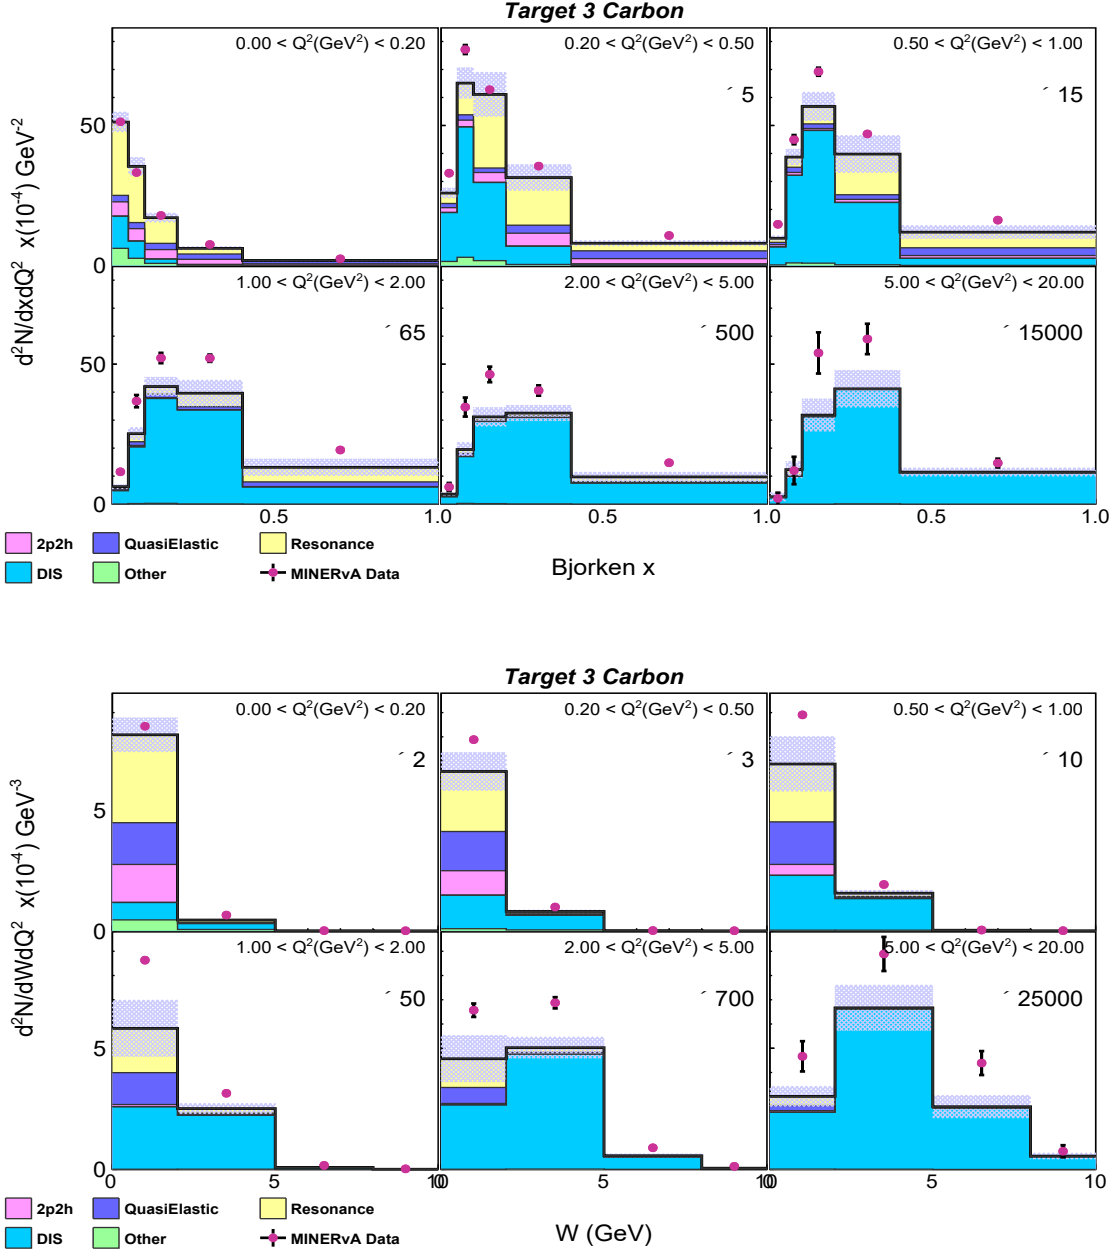 Target 3 Carbon
0.00 < Q²(GeV²) < 0.20
0.20 < Q²(GeV²) < 0.50
´ 5
0.50 < Q²(GeV²) < 1.00
´ 15
50
0
1.00 < Q²(GeV²) < 2.00
´ 65
2.00 < Q²(GeV²) < 5.00
´ 500
5.00 < Q²(GeV²) < 20.00
´ 15000
50
0
d²N/dxdQ² x(10⁻⁴) GeV⁻²
0.5 1.0 0.5 1.0 0.5 1.0
Bjorken x
2p2h QuasiElastic Resonance
DIS Other MINERvA Data
Target 3 Carbon
0.00 < Q²(GeV²) < 0.20
´ 2
0.20 < Q²(GeV²) < 0.50
´ 3
0.50 < Q²(GeV²) < 1.00
´ 10
5
0
1.00 < Q²(GeV²) < 2.00
´ 50
2.00 < Q²(GeV²) < 5.00
´ 700
5.00 < Q²(GeV²) < 20.00
´ 25000
5
0
d²N/dWdQ² x(10⁻⁴) GeV⁻³
5 10 0 5 10 0 5 10
W (GeV)
2p2h QuasiElastic Resonance
DIS Other MINERvA Data